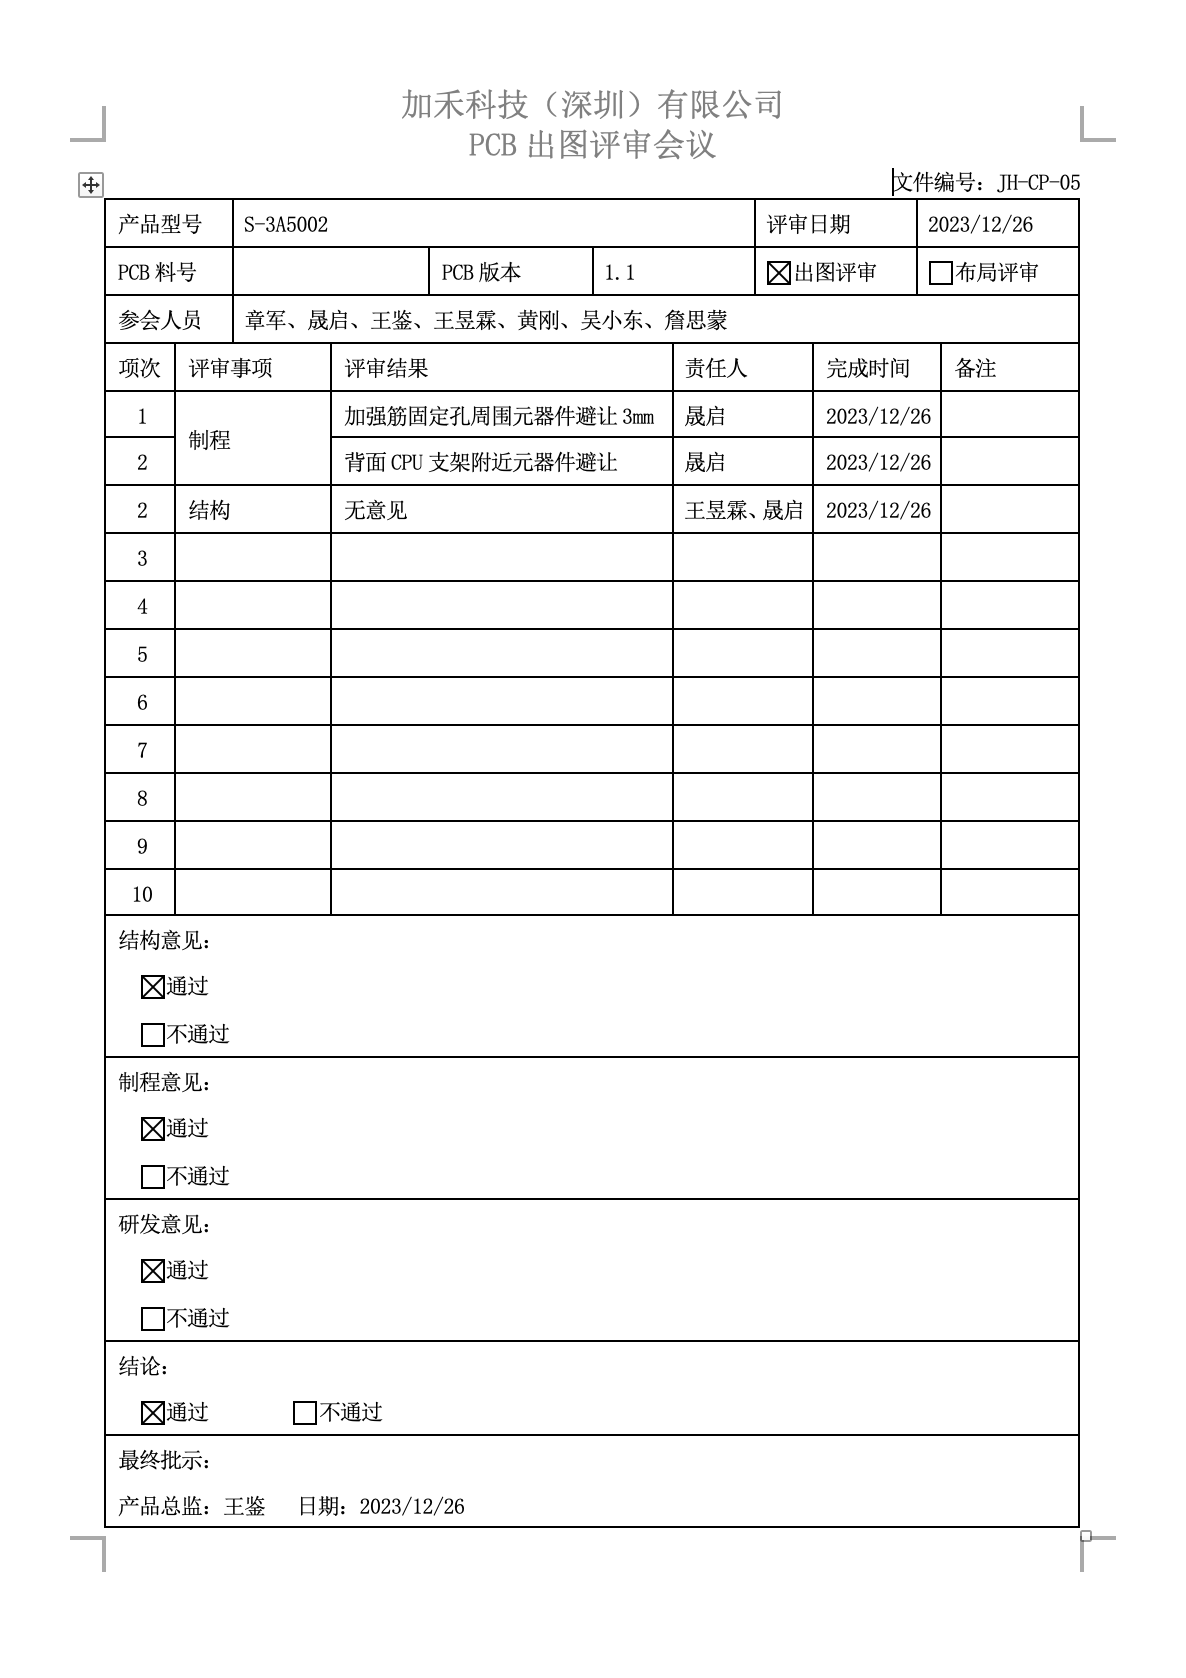 加禾科技（深圳）有限公司
PCB 出图评审会议
文件编号：JH-CP-05
产品型号 S-3A5002 评审日期 2023/12/26
PCB 料号 PCB 版本 1.1 ☒出图评审 ☐布局评审
参会人员 章军、晟启、王鉴、王昱霖、黄刚、吴小东、詹思蒙
项次 评审事项 评审结果 责任人 完成时间 备注
1 制程 加强筋固定孔周围元器件避让 3mm 晟启 2023/12/26
2 背面 CPU 支架附近元器件避让 晟启 2023/12/26
2 结构 无意见 王昱霖、晟启 2023/12/26
3
4
5
6
7
8
9
10
结构意见：
☒通过
☐不通过
制程意见：
☒通过
☐不通过
研发意见：
☒通过
☐不通过
结论：
☒通过 ☐不通过
最终批示：
产品总监：王鉴 日期：2023/12/26